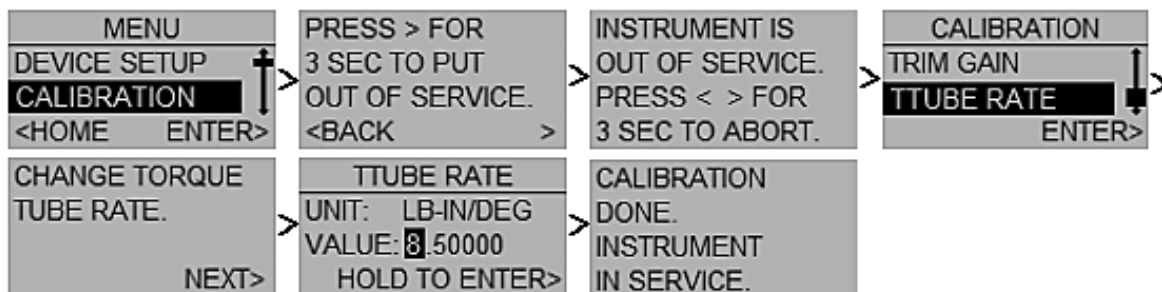 MENU
DEVICE SETUP
CALIBRATION
<HOME ENTER>
>
PRESS > FOR
3 SEC TO PUT
OUT OF SERVICE.
<BACK >
>
INSTRUMENT IS
OUT OF SERVICE.
PRESS < > FOR
3 SEC TO ABORT.
>
CALIBRATION
TRIM GAIN
TTUBE RATE
ENTER>
>
CHANGE TORQUE
TUBE RATE.
NEXT>
>
TTUBE RATE
UNIT: LB-IN/DEG
VALUE: 8.50000
HOLD TO ENTER>
>
CALIBRATION
DONE.
INSTRUMENT
IN SERVICE.